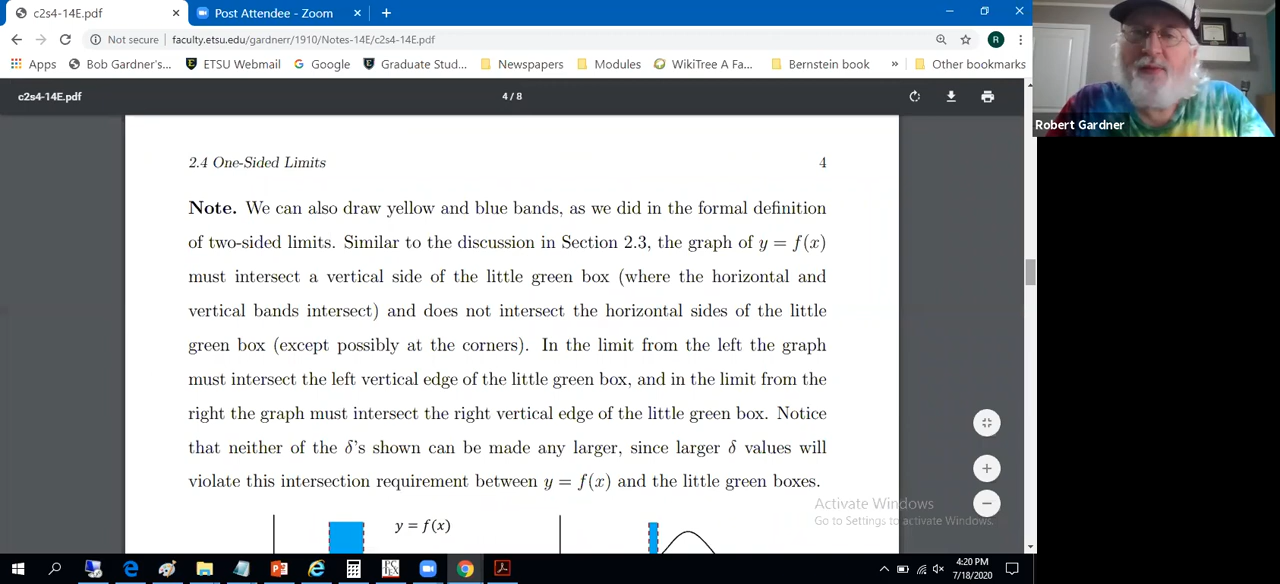 c2s4-14E.pdf
Post Attendee - Zoom
Not secure
faculty.etsu.edu/gardnerr/1910/Notes-14E/c2s4-14E.pdf
R
Apps
Bob Gardner's...
ETSU Webmail
Google
Graduate Stud...
Newspapers
Modules
WikiTree A Fa...
Bernstein book
»
Other bookmarks
c2s4-14E.pdf
4 / 8
Robert Gardner
2.4 One-Sided Limits 4
Note. We can also draw yellow and blue bands, as we did in the formal definition
of two-sided limits. Similar to the discussion in Section 2.3, the graph of y = f(x)
must intersect a vertical side of the little green box (where the horizontal and
vertical bands intersect) and does not intersect the horizontal sides of the little
green box (except possibly at the corners). In the limit from the left the graph
must intersect the left vertical edge of the little green box, and in the limit from the
right the graph must intersect the right vertical edge of the little green box. Notice
that neither of the δ's shown can be made any larger, since larger δ values will
violate this intersection requirement between y = f(x) and the little green boxes.
y = f(x)
Activate Windows
Go to Settings to activate Windows.
4:20 PM
7/18/2020